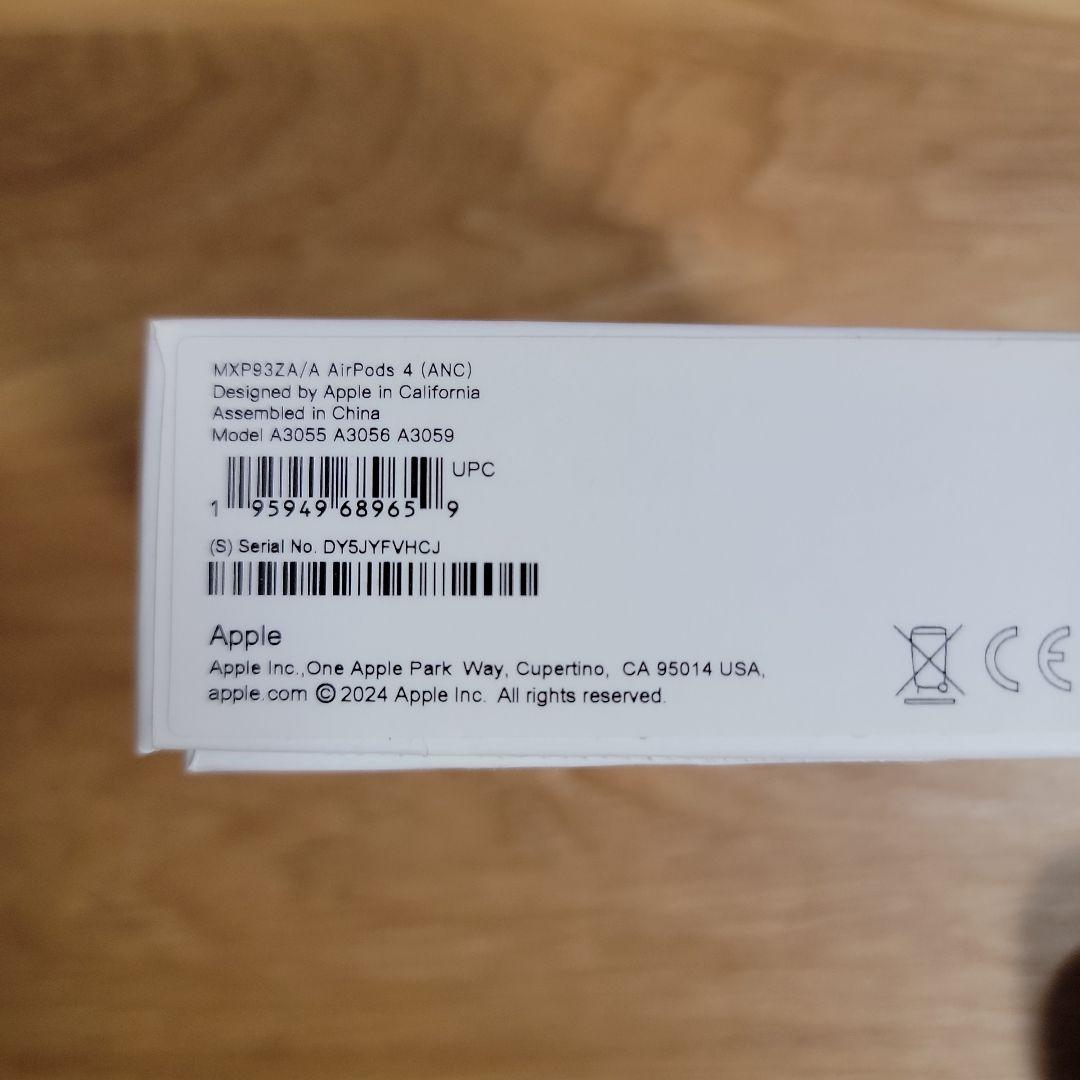 MXP93ZA/A AirPods 4 (ANC)
Designed by Apple in California
Assembled in China
Model A3055 A3056 A3059
UPC
1 95949 68965 9
(S) Serial No. DY5JYFVHCJ
Apple
Apple Inc.,One Apple Park Way, Cupertino, CA 95014 USA,
apple.com © 2024 Apple Inc. All rights reserved.
CE